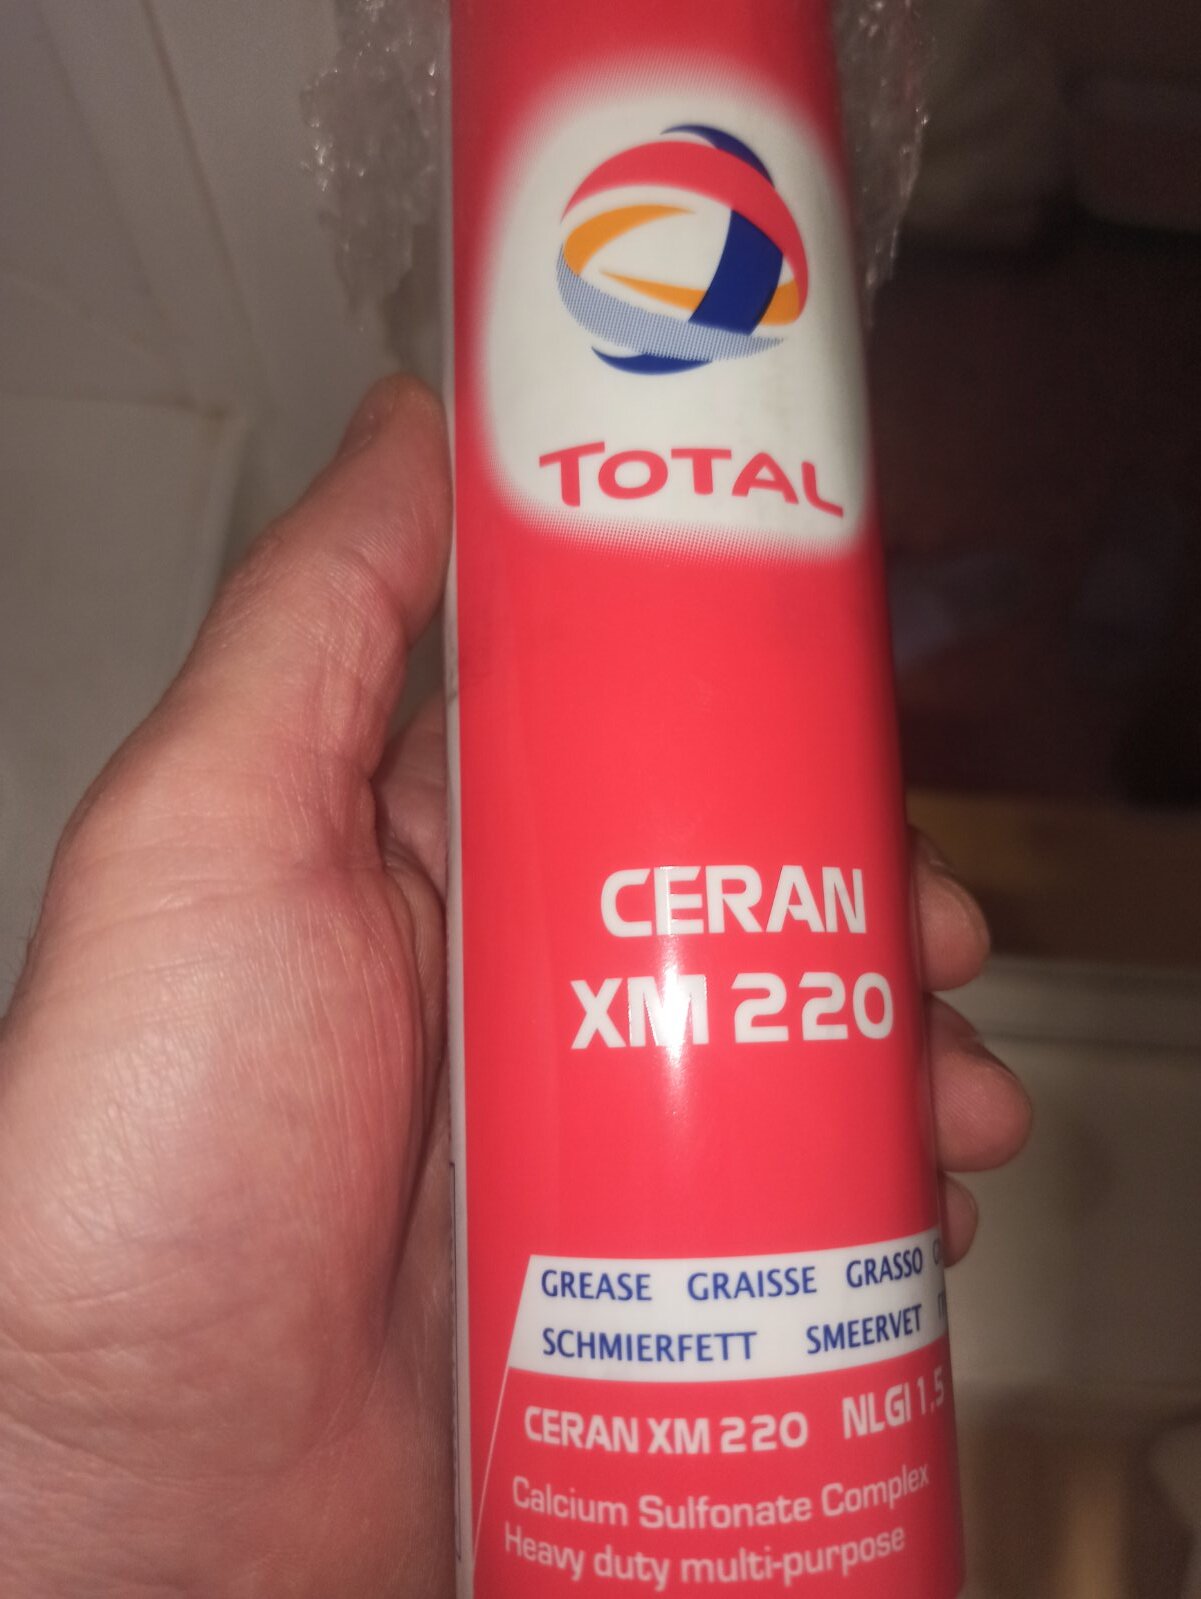 TOTAL
CERAN
XM 220
GREASE GRAISSE GRASSO
SCHMIERFETT SMEERVET
CERAN XM 220 NLGI 1,5
Calcium Sulfonate Complex
Heavy duty multi-purpose